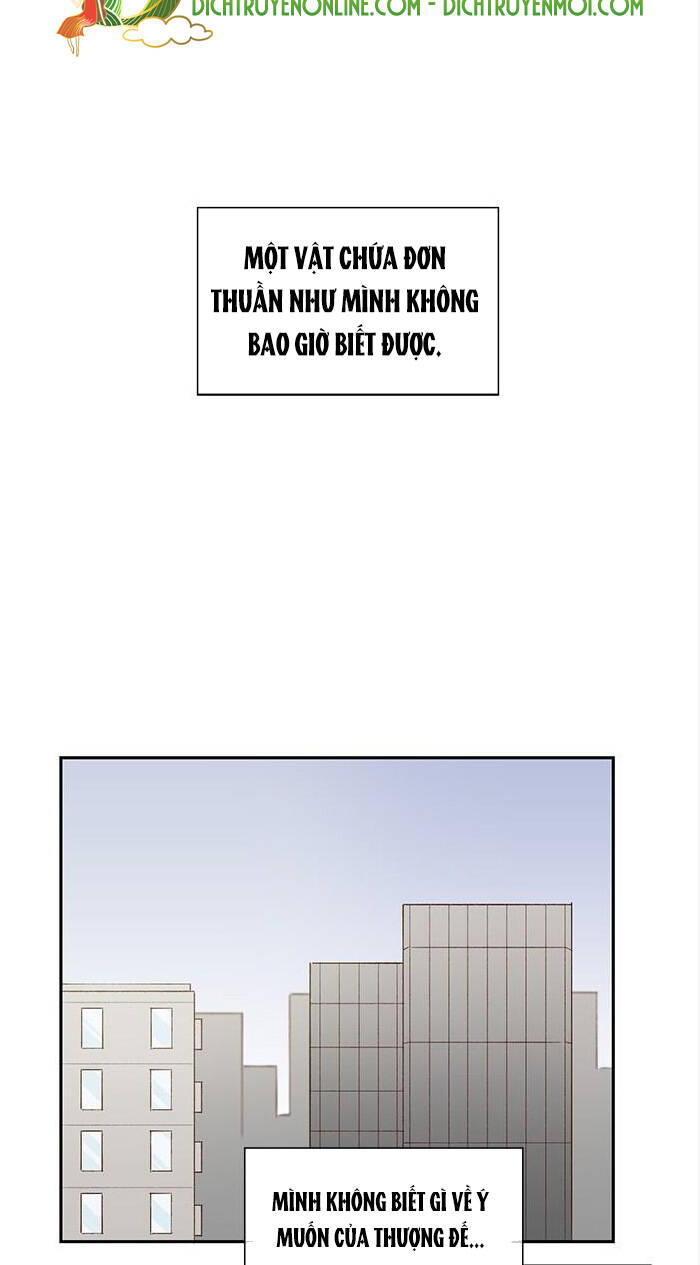 DICHTRUYENONLINE.COM - DICHTRUYENMOI.COM
MỘT VẬT CHỨA ĐƠN
THUẦN NHƯ MÌNH KHÔNG
BAO GIỜ BIẾT ĐƯỢC.
MÌNH KHÔNG BIẾT GÌ VỀ Ý
MUỐN CỦA THƯỢNG ĐẾ...